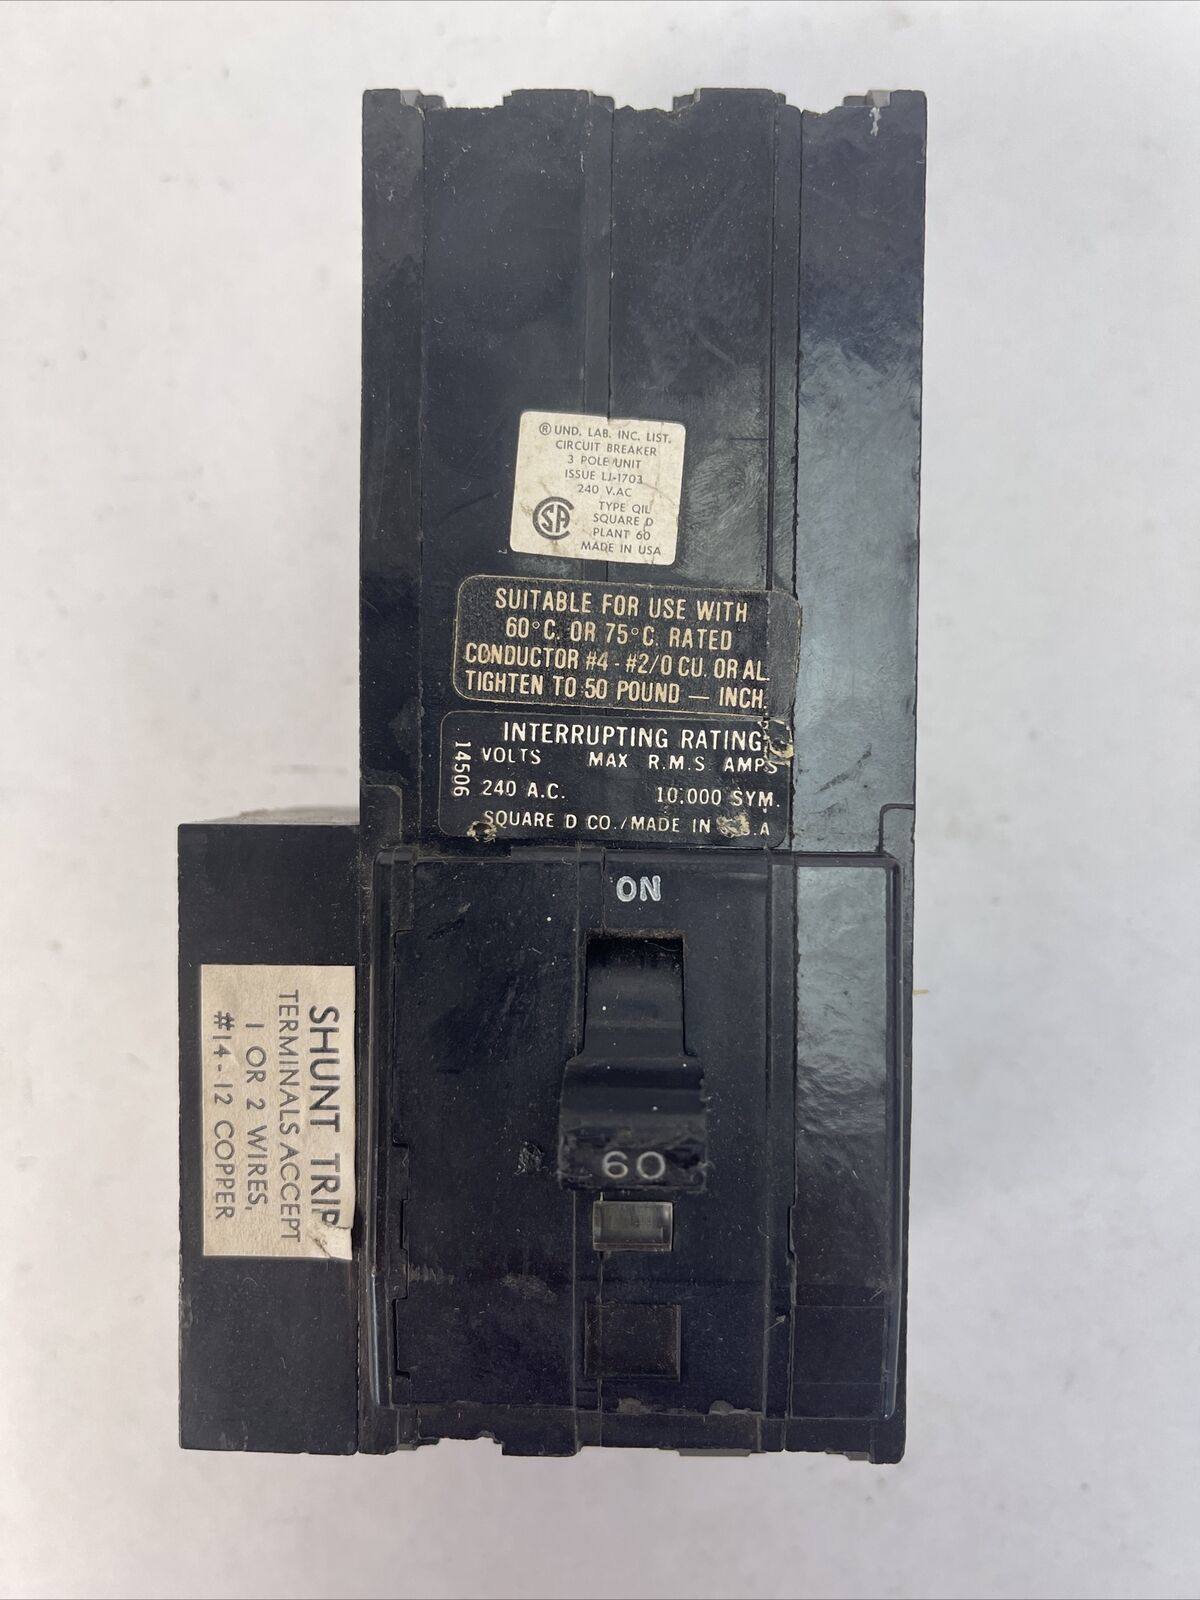 ® UND. LAB. INC. LIST.
CIRCUIT BREAKER
3 POLE UNIT
ISSUE LJ-1703
240 V.AC
SA
TYPE QIL
SQUARE D
PLANT 60
MADE IN USA
SUITABLE FOR USE WITH
60°C. OR 75°C. RATED
CONDUCTOR #4 - #2/0 CU. OR AL.
TIGHTEN TO 50 POUND — INCH.
INTERRUPTING RATING
VOLTS MAX R.M.S. AMPS
240 A.C. 10,000 SYM.
SQUARE D CO./MADE IN U.S.A
14506
ON
60
SHUNT TRIP
TERMINALS ACCEPT
1 OR 2 WIRES,
#14-12 COPPER